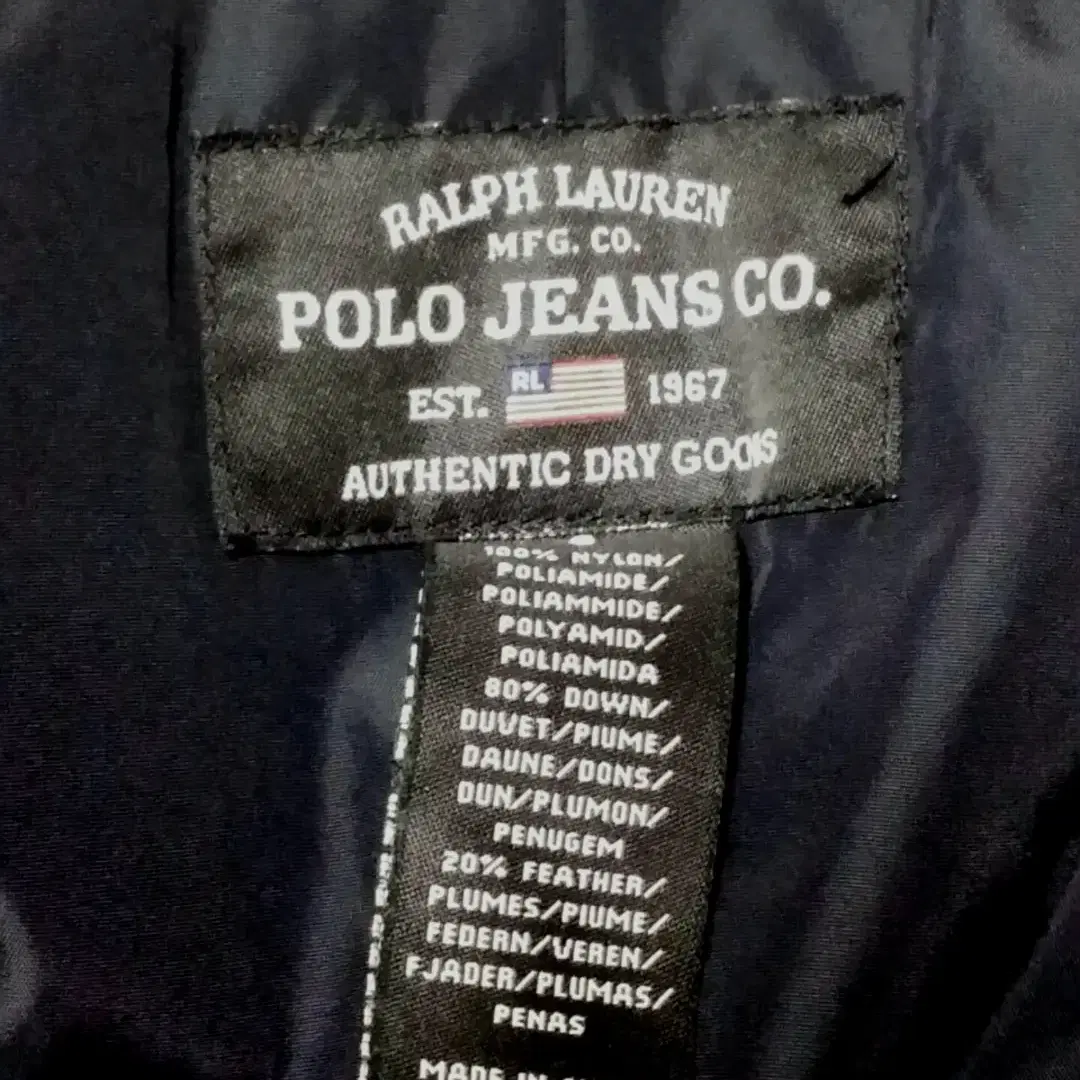 RALPH LAUREN
MFG. CO.
POLO JEANS CO.
EST. RL 1967
AUTHENTIC DRY GOODS
100% NYLON/
POLIAMIDE/
POLIAMMIDE/
POLYAMID/
POLIAMIDA
80% DOWN/
DUVET/PIUME/
DAUNE/DONS/
DUN/PLUMON/
PENUGEM
20% FEATHER/
PLUMES/PIUME/
FEDERN/VEREN/
FJADER/PLUMAS/
PENAS
MADE IN